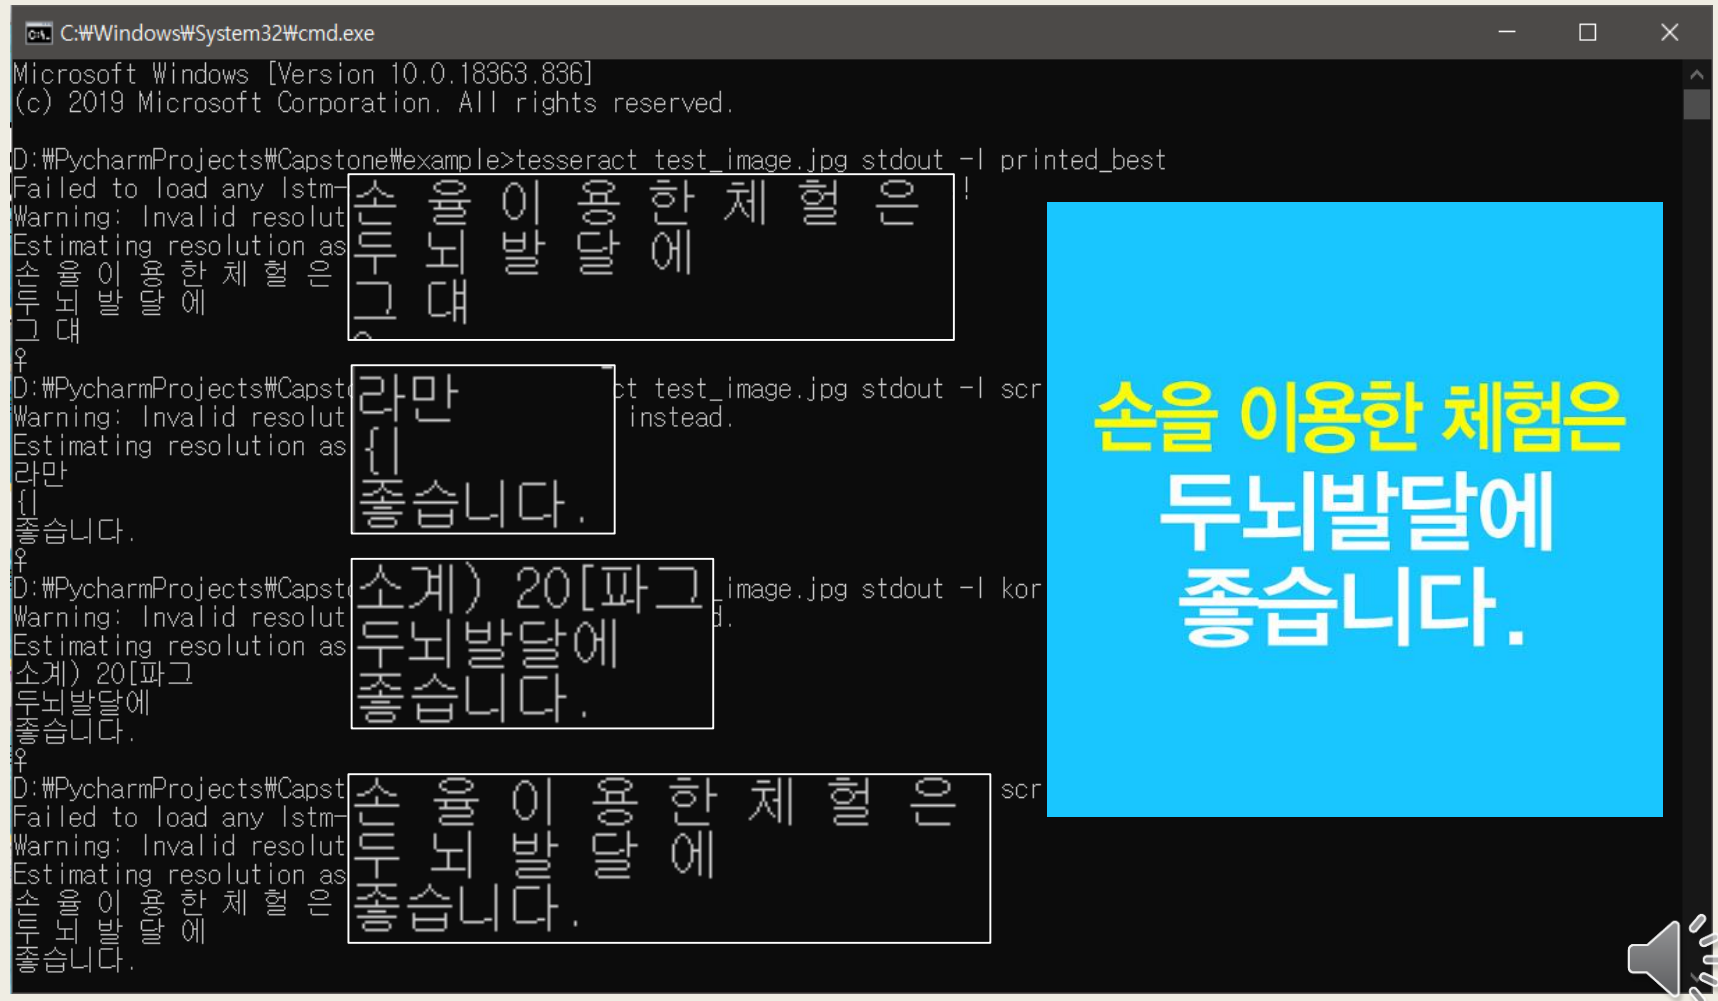 C:₩Windows₩System32₩cmd.exe
Microsoft Windows [Version 10.0.18363.836]
(c) 2019 Microsoft Corporation. All rights reserved.
D:₩PycharmProjects₩Capstone₩example>tesseract test_image.jpg stdout -l printed_best
Failed to load any lstm- !
Warning: Invalid resolut
Estimating resolution as
손 율 이 용 한 체 헐 은
두 뇌 발 달 에
그 댸
♀
손 율 이 용 한 체 헐 은
두 뇌 발 달 에
그 댸
D:₩PycharmProjects₩Capst ct test_image.jpg stdout -l scr
Warning: Invalid resolut instead.
Estimating resolution as
라만
{|
좋습니다.
♀
라만
{|
좋습니다.
D:₩PycharmProjects₩Capst _image.jpg stdout -l kor
Warning: Invalid resolut d.
Estimating resolution as
소계) 20[파그
두뇌발달에
좋습니다.
♀
소계) 20[파그
두뇌발달에
좋습니다.
D:₩PycharmProjects₩Capst scr
Failed to load any lstm-
Warning: Invalid resolut
Estimating resolution as
손 율 이 용 한 체 헐 은
두 뇌 발 달 에
좋습니다.
손 율 이 용 한 체 헐 은
두 뇌 발 달 에
좋습니다.
손을 이용한 체험은
두뇌발달에
좋습니다.